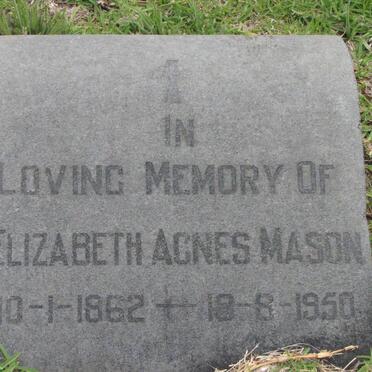 IN
LOVING MEMORY OF
ELIZABETH AGNES MASON
10-1-1862 + 18-8-1950